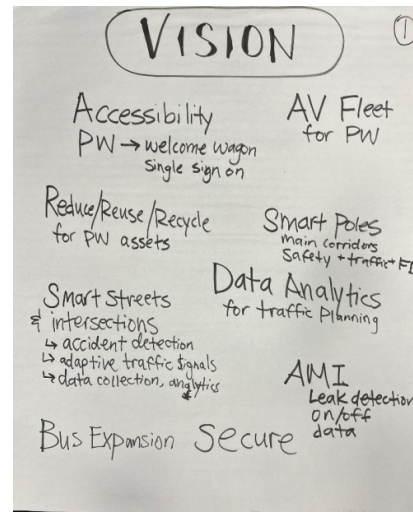 VISION
1
Accessibility
PW → welcome wagon
single sign on
AV Fleet
for PW
Reduce/Reuse/Recycle
for PW assets
Smart Poles
main corridors
Safety + traffic +
Data Analytics
for traffic planning
Smart Streets
& intersections
↳ accident detection
↳ adaptive traffic signals
↳ data collection, analytics
AMI
Leak detection
on/off
data
Bus Expansion
Secure